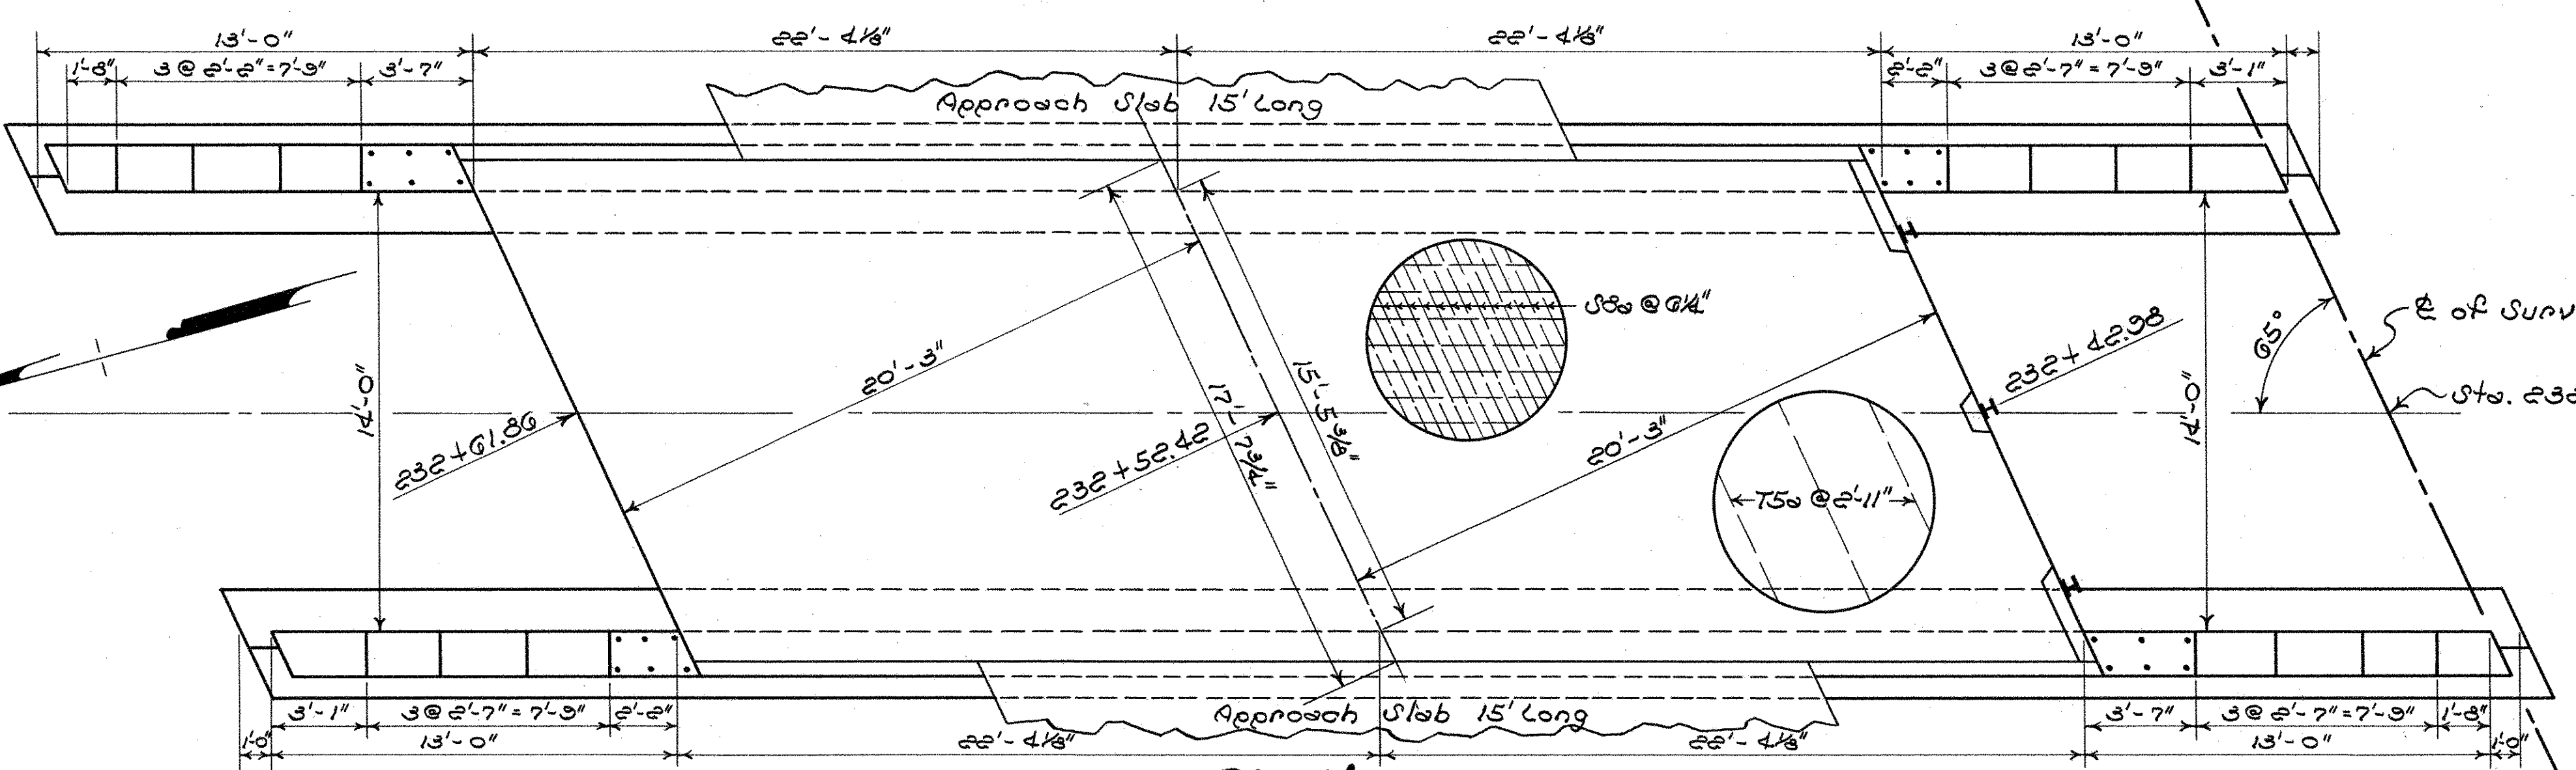 13'-0" 22'-4⅛" 22'-4⅛" 13'-0"
1'-8" 3 @ 2'-2" = 7'-9" 3'-7" 2'-2" 3 @ 2'-7" = 7'-9" 3'-1"
Approach Slab 15' Long
S8a @ 6¼"
14'-0"
20'-3"
232+61.86
232+52.42
17'-7¾"
15'-5⅜"
20'-3"
T5a @ 2'-11"
232+42.98
14'-0"
65°
℄ of Surv
Sta. 232
Approach Slab 15' Long
3'-1" 3 @ 2'-7" = 7'-9" 2'-2" 3'-7" 3 @ 2'-7" = 7'-9" 1'-8"
1'-0" 13'-0" 22'-4⅛" 22'-4⅛" 13'-0" 1'-0"